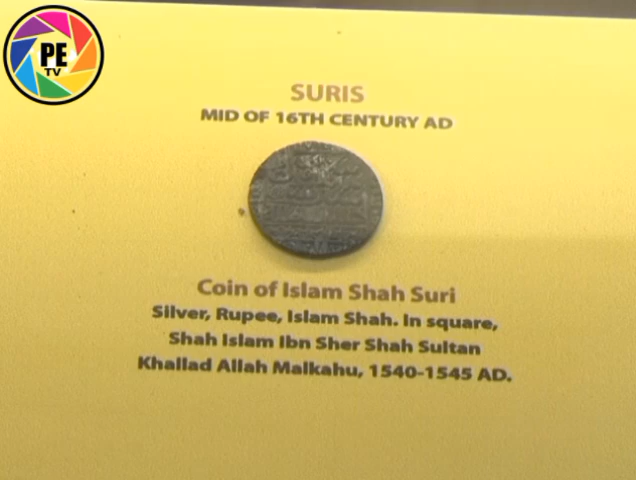 PE
TV
SURIS
MID OF 16TH CENTURY AD
Coin of Islam Shah Suri
Silver, Rupee, Islam Shah. In square,
Shah Islam Ibn Sher Shah Sultan
Khallad Allah Malkahu, 1540-1545 AD.